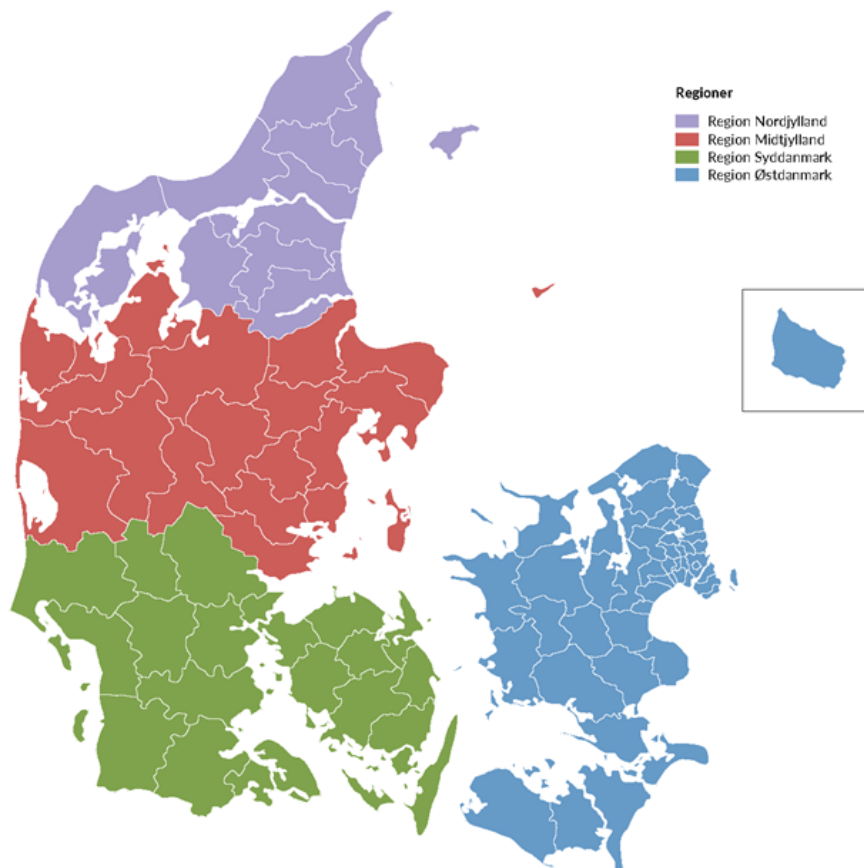 Regioner
Region Nordjylland
Region Midtjylland
Region Syddanmark
Region Østdanmark